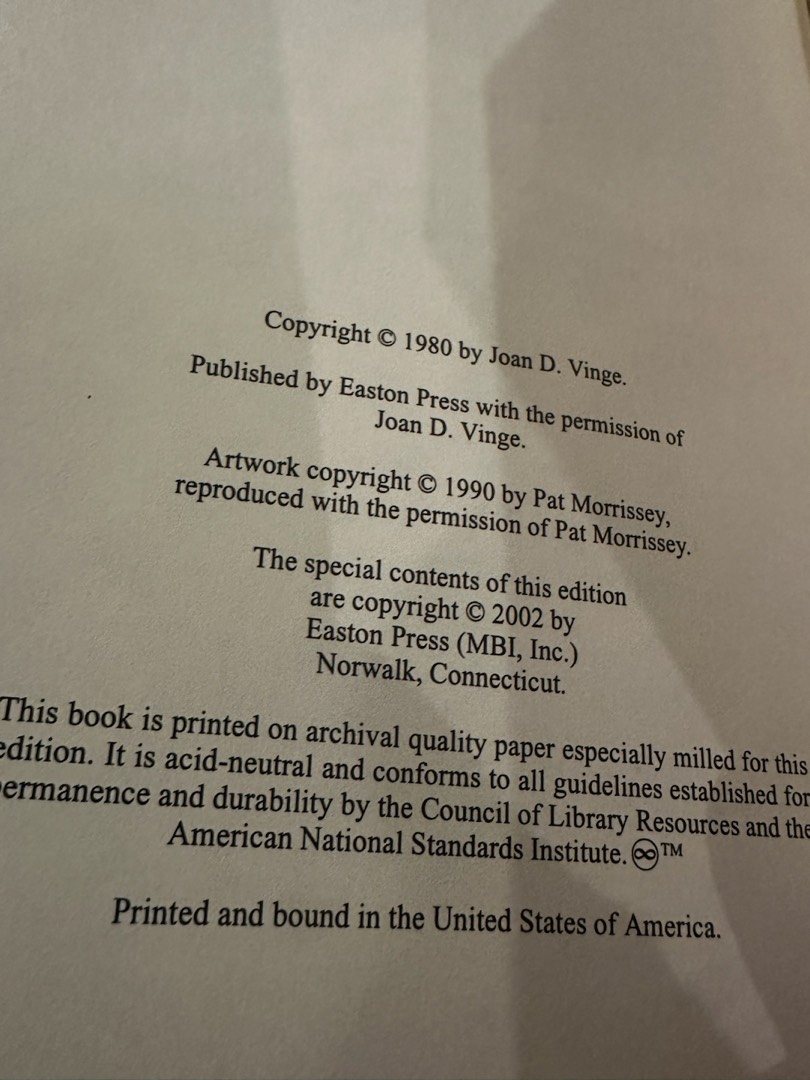 Copyright © 1980 by Joan D. Vinge.
Published by Easton Press with the permission of
Joan D. Vinge.
Artwork copyright © 1990 by Pat Morrissey,
reproduced with the permission of Pat Morrissey.
The special contents of this edition
are copyright © 2002 by
Easton Press (MBI, Inc.)
Norwalk, Connecticut.
This book is printed on archival quality paper especially milled for this
edition. It is acid-neutral and conforms to all guidelines established for
permanence and durability by the Council of Library Resources and the
American National Standards Institute. ♾™
Printed and bound in the United States of America.